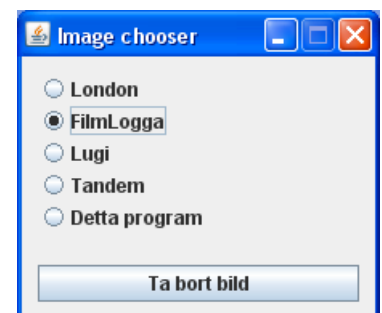 Image chooser
London
FilmLogga
Lugi
Tandem
Detta program
Ta bort bild